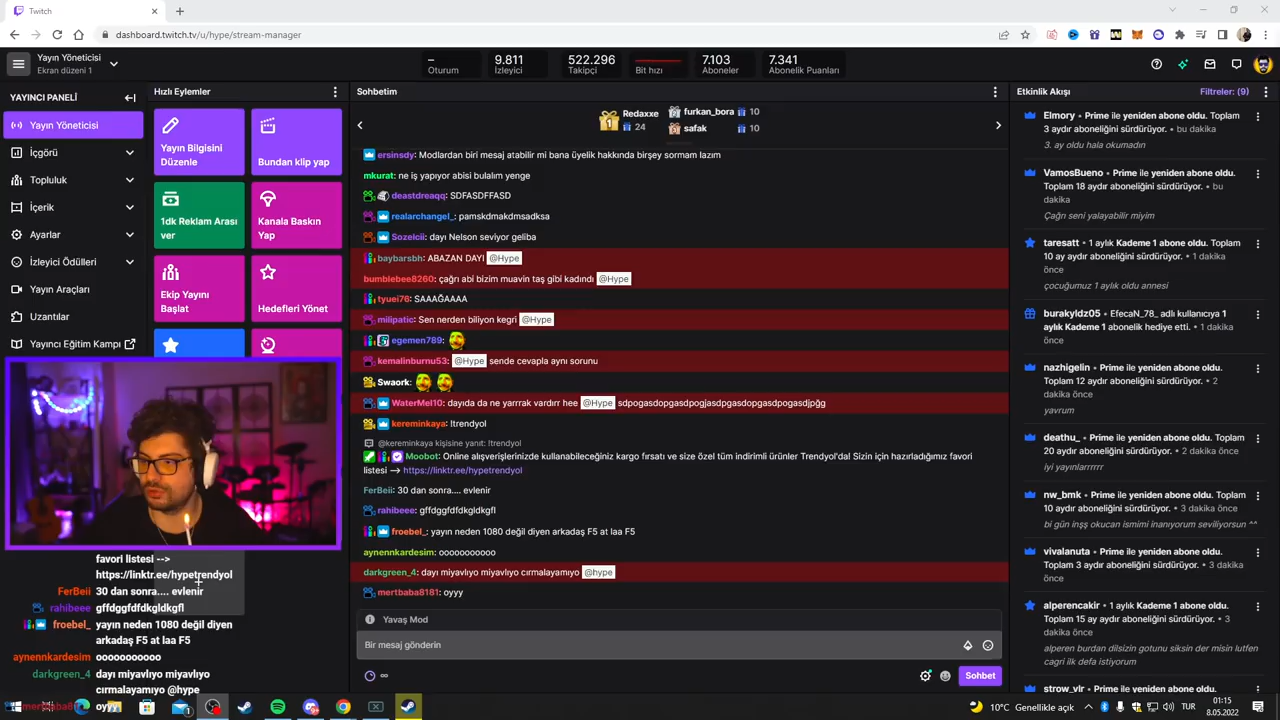 Twitch
dashboard.twitch.tv/u/hype/stream-manager
Yayın Yöneticisi
Ekran düzeni 1
–
Oturum
9.811
İzleyici
522.296
Takipçi
Bit hızı
7.103
Aboneler
7.341
Abonelik Puanları
YAYINCI PANELİ
Yayın Yöneticisi
İçgörü
Topluluk
İçerik
Ayarlar
İzleyici Ödülleri
Yayın Araçları
Uzantılar
Yayıncı Eğitim Kampı
Hızlı Eylemler
Yayın Bilgisini
Düzenle
Bundan klip yap
1dk Reklam Arası
ver
Kanala Baskın
Yap
Ekip Yayını
Başlat
Hedefleri Yönet
Sohbetim
1 Redaxxe
24
furkan_bora 10
safak 10
ersinsdy: Modlardan biri mesaj atabilir mi bana üyelik hakkında birşey sormam lazım
mkurat: ne iş yapıyor abisi bulalım yenge
deastdreaqq: SDFASDFFASD
realarchangel_: pamskdmakdmsadksa
Sozelcii: dayı Nelson seviyor geliba
baybarsbh: ABAZAN DAYI @Hype
bumblebee8260: çağrı abi bizim muavin taş gibi kadındı @Hype
tyuei76: SAAAĞAAAA
milipatic: Sen nerden biliyon kegri @Hype
egemen789:
kemalinburnu53: @Hype sende cevapla aynı sorunu
Swaork:
WaterMel10: dayıda da ne yarrrak vardırr hee @Hype sdpogasdopgasdpogjasdpgasdopgasdpogasdjpğg
kereminkaya: !trendyol
@kereminkaya kişisine yanıt: !trendyol
Moobot: Online alışverişlerinizde kullanabileceğiniz kargo fırsatı ve size özel tüm indirimli ürünler Trendyol'da! Sizin için hazırladığımız favori
listesi –> https://linktr.ee/hypetrendyol
FerBeii: 30 dan sonra.... evlenir
rahibeee: gffdggfdfdkgldkgfl
froebel_: yayın neden 1080 değil diyen arkadaş F5 at laa F5
aynennkardesim: ooooooooooo
darkgreen_4: dayı miyavlıyo miyavlıyo cırmalayamıyo @hype
mertbaba8181: oyyy
Yavaş Mod
Bir mesaj gönderin
∞
Sohbet
Etkinlik Akışı
Filtreler: (9)
Elmory • Prime ile yeniden abone oldu. Toplam
3 aydır aboneliğini sürdürüyor. • bu dakika
3. ay oldu hala okumadın
VamosBueno • Prime ile yeniden abone oldu.
Toplam 18 aydır aboneliğini sürdürüyor. • bu
dakika
Çağrı seni yalayabilir miyim
taresatt • 1 aylık Kademe 1 abone oldu. Toplam
10 ay aydır aboneliğini sürdürüyor. • 1 dakika
önce
çocuğumuz 1 aylık oldu annesi
burakyldz05 • EfecaN_78_ adlı kullanıcıya 1
aylık Kademe 1 abonelik hediye etti. • 1 dakika
önce
nazhigelin • Prime ile yeniden abone oldu.
Toplam 12 aydır aboneliğini sürdürüyor. • 2
dakika önce
yavrum
deathu_ • Prime ile yeniden abone oldu. Toplam
20 aydır aboneliğini sürdürüyor. • 2 dakika önce
iyi yayınlarrrrrr
nw_bmk • Prime ile yeniden abone oldu. Toplam
10 aydır aboneliğini sürdürüyor. • 3 dakika önce
bi gün inşş okucan ismimi inanıyorum seviliyorsun ^^
vivalanuta • Prime ile yeniden abone oldu.
Toplam 3 aydır aboneliğini sürdürüyor. • 3
dakika önce
alperencakir • 1 aylık Kademe 1 abone oldu.
Toplam 15 ay aydır aboneliğini sürdürüyor. • 3
dakika önce
alperen burdan dilsizin gotunu siksin der misin lutfen
cagri ilk defa istiyorum
strow_vlr • Prime ile yeniden abone oldu.
favori listesi -->
https://linktr.ee/hypetrendyol
FerBeii 30 dan sonra.... evlenir
rahibeee gffdggfdfdkgldkgfl
froebel_ yayın neden 1080 değil diyen
arkadaş F5 at laa F5
aynennkardesim ooooooooooo
darkgreen_4 dayı miyavlıyo miyavlıyo
cırmalayamıyo @hype
10°C Genellikle açık
TUR
01:15
8.05.2022